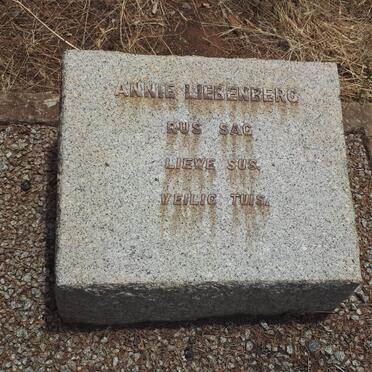 ANNIE LIEBENBERG
RUS SAG
LIEWE SUS.
VEILIG TUIS.